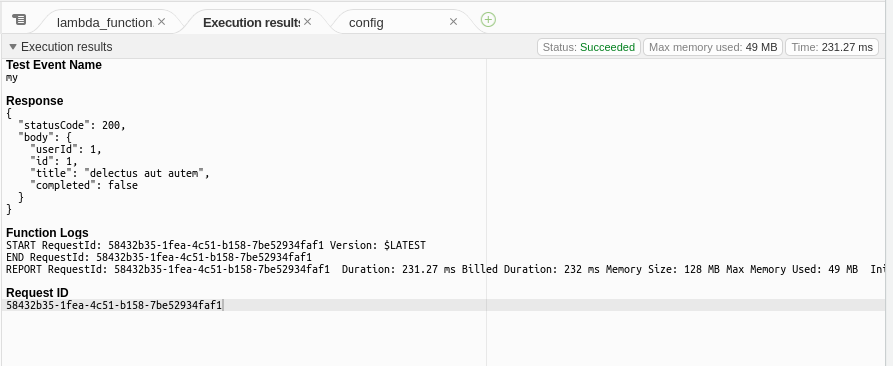 lambda_function
Execution results
config
Execution results
Status: Succeeded
Max memory used: 49 MB
Time: 231.27 ms
Test Event Name
my
Response
{
  "statusCode": 200,
  "body": {
    "userId": 1,
    "id": 1,
    "title": "delectus aut autem",
    "completed": false
  }
}
Function Logs
START RequestId: 58432b35-1fea-4c51-b158-7be52934faf1 Version: $LATEST
END RequestId: 58432b35-1fea-4c51-b158-7be52934faf1
REPORT RequestId: 58432b35-1fea-4c51-b158-7be52934faf1  Duration: 231.27 ms Billed Duration: 232 ms Memory Size: 128 MB Max Memory Used: 49 MB
Request ID
58432b35-1fea-4c51-b158-7be52934faf1